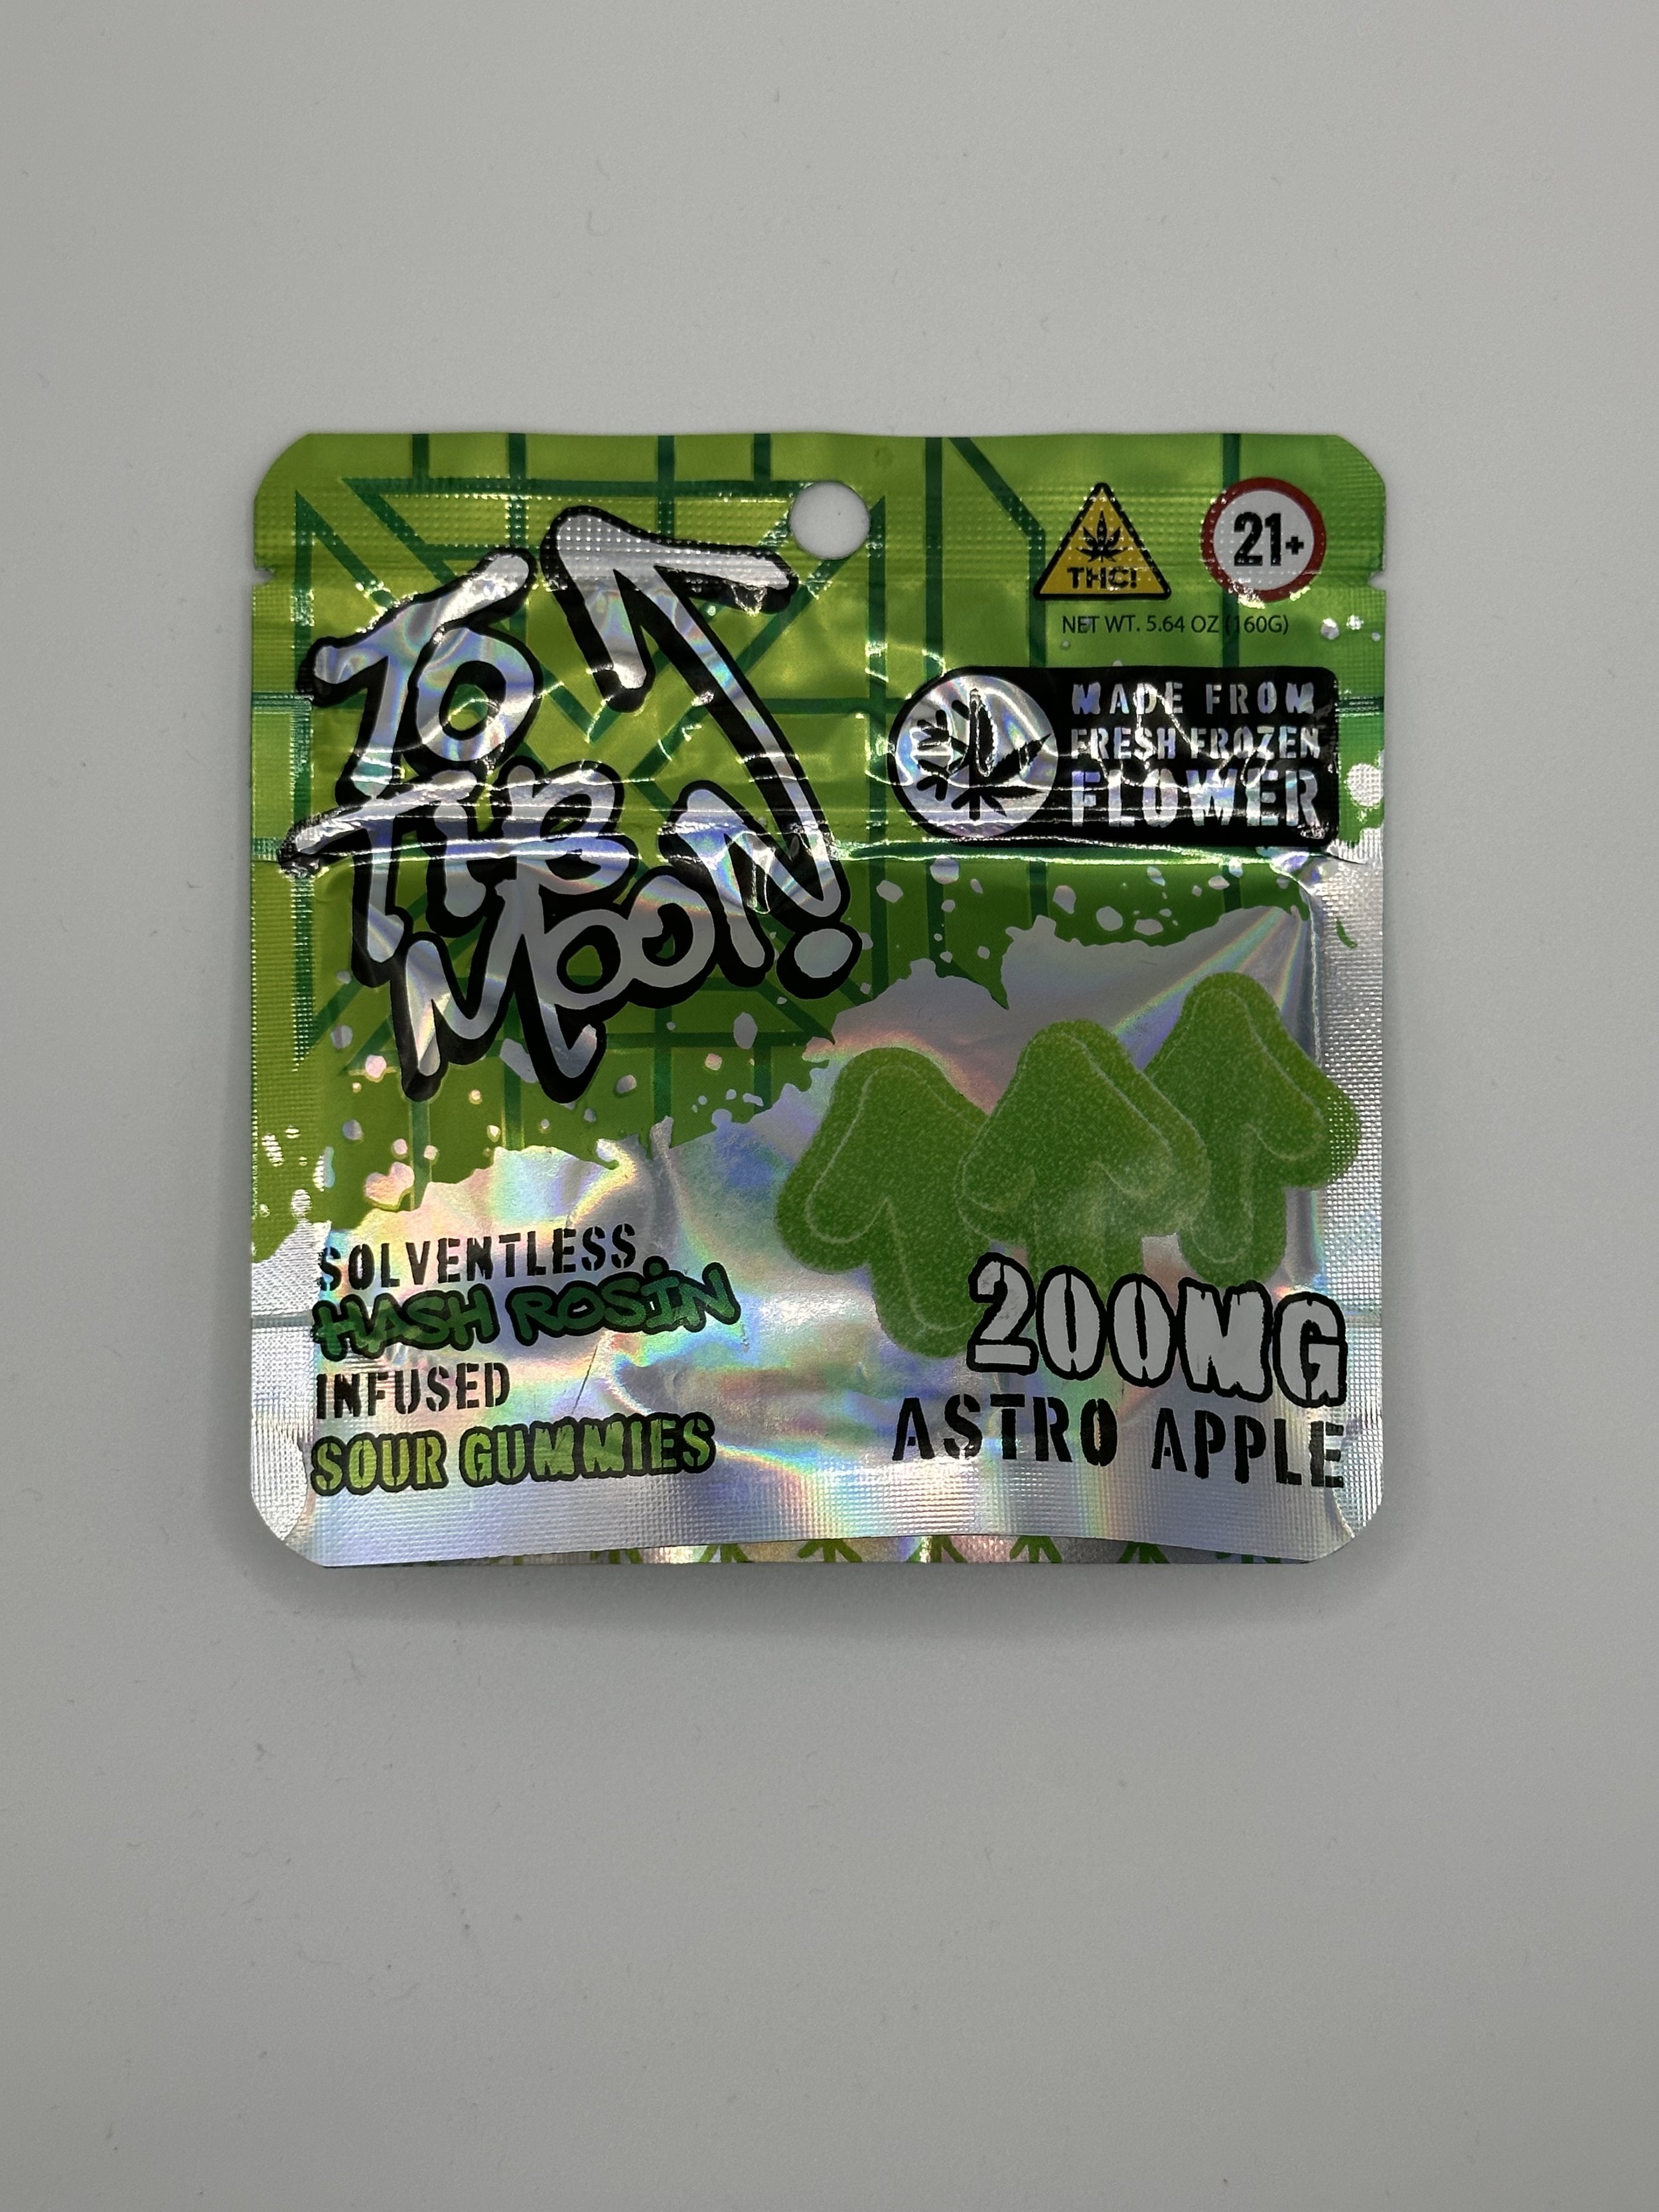 TO
THE
MOON!
THC!
21+
NET WT. 5.64 OZ (160G)
MADE FROM
FRESH FROZEN
FLOWER
SOLVENTLESS
HASH ROSIN
INFUSED
SOUR GUMMIES
200MG
ASTRO APPLE